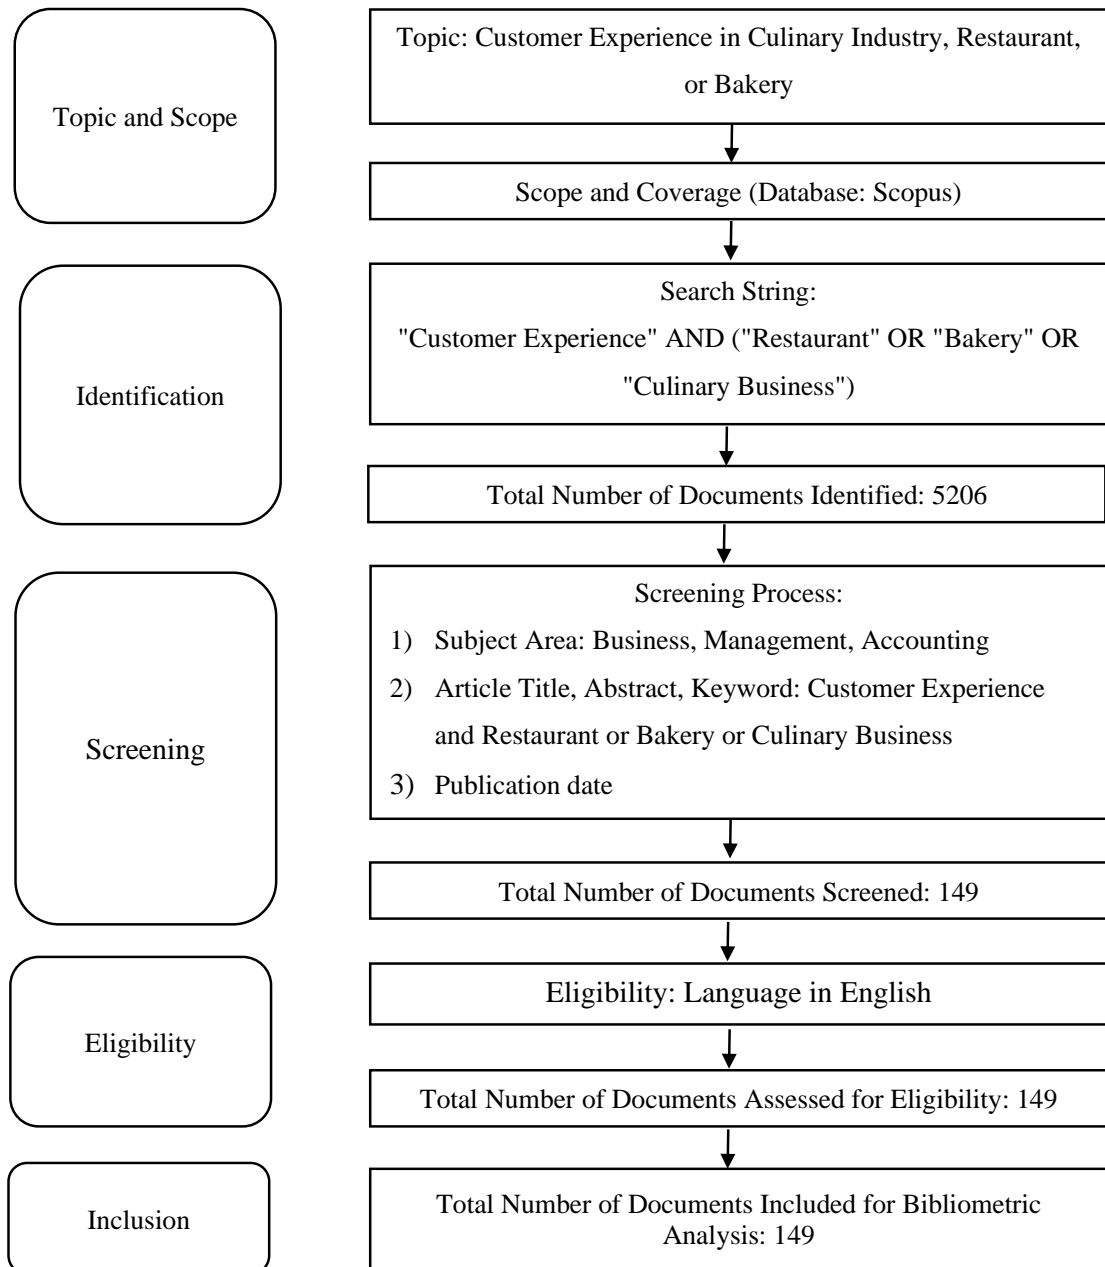 Topic and Scope
Topic: Customer Experience in Culinary Industry, Restaurant,
or Bakery
Scope and Coverage (Database: Scopus)
Identification
Search String:
"Customer Experience" AND ("Restaurant" OR "Bakery" OR
"Culinary Business")
Total Number of Documents Identified: 5206
Screening
Screening Process:
1) Subject Area: Business, Management, Accounting
2) Article Title, Abstract, Keyword: Customer Experience
and Restaurant or Bakery or Culinary Business
3) Publication date
Total Number of Documents Screened: 149
Eligibility
Eligibility: Language in English
Total Number of Documents Assessed for Eligibility: 149
Inclusion
Total Number of Documents Included for Bibliometric
Analysis: 149